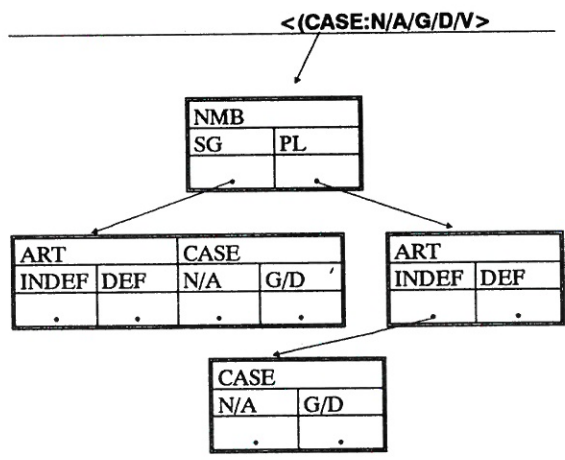 <(CASE:N/A/G/D/V>
NMB
SG PL
ART CASE
INDEF DEF N/A G/D
ART
INDEF DEF
CASE
N/A G/D